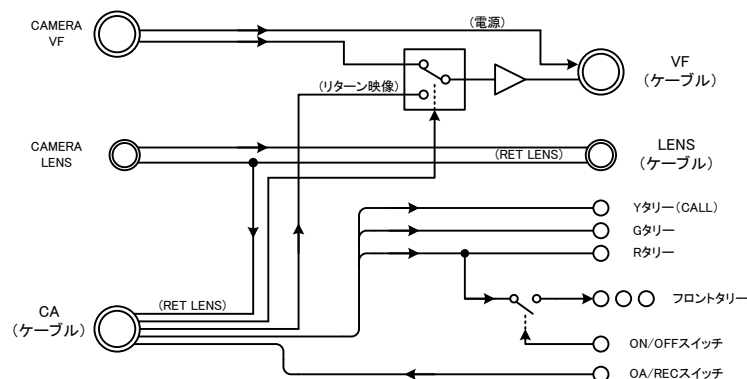 CAMERA
VF
(電源)
VF
(ケーブル)
(リターン映像)
CAMERA
LENS
(RET LENS)
LENS
(ケーブル)
Yタリー(CALL)
Gタリー
Rタリー
CA
(ケーブル)
(RET LENS)
フロントタリー
ON/OFFスイッチ
OA/RECスイッチ